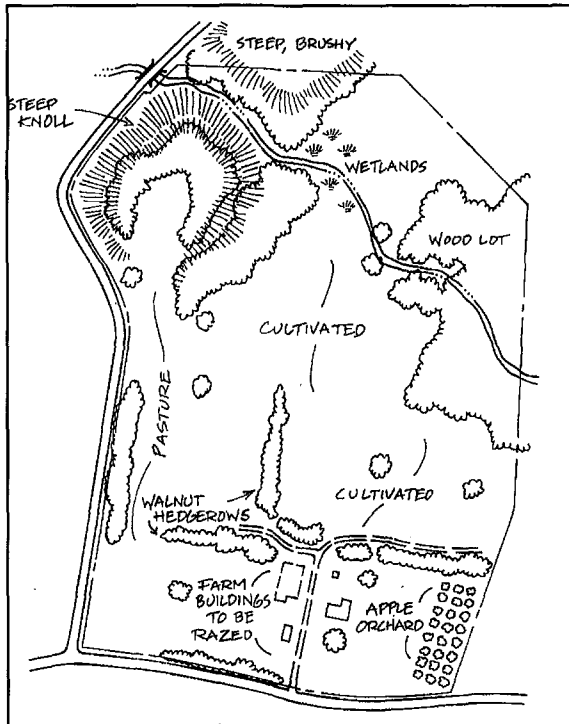 STEEP, BRUSHY
STEEP
KNOLL
WETLANDS
WOOD LOT
CULTIVATED
PASTURE
WALNUT
HEDGEROWS
CULTIVATED
FARM
BUILDINGS
TO BE
RAZED
APPLE
ORCHARD